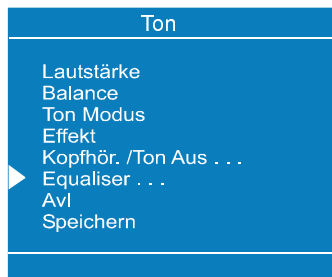 Ton
Lautstärke
Balance
Ton Modus
Effekt
Kopfhör. /Ton Aus . . .
Equaliser . . .
Avl
Speichern